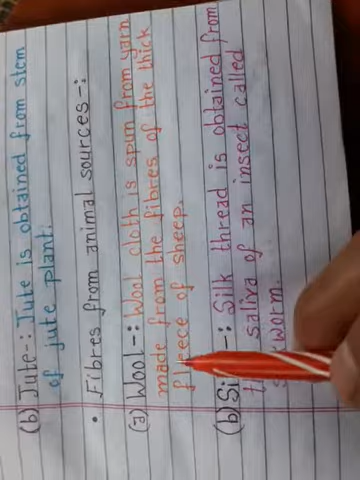 (b) Jute-: Jute is obtained from stem
of jute plant.
• Fibres from animal sources-:
(a) Wool-: Wool cloth is spun from yarn
made from the fibres of the thick
fleece of sheep.
(b) Si -: Silk thread is obtained from
saliva of an insect called
worm.